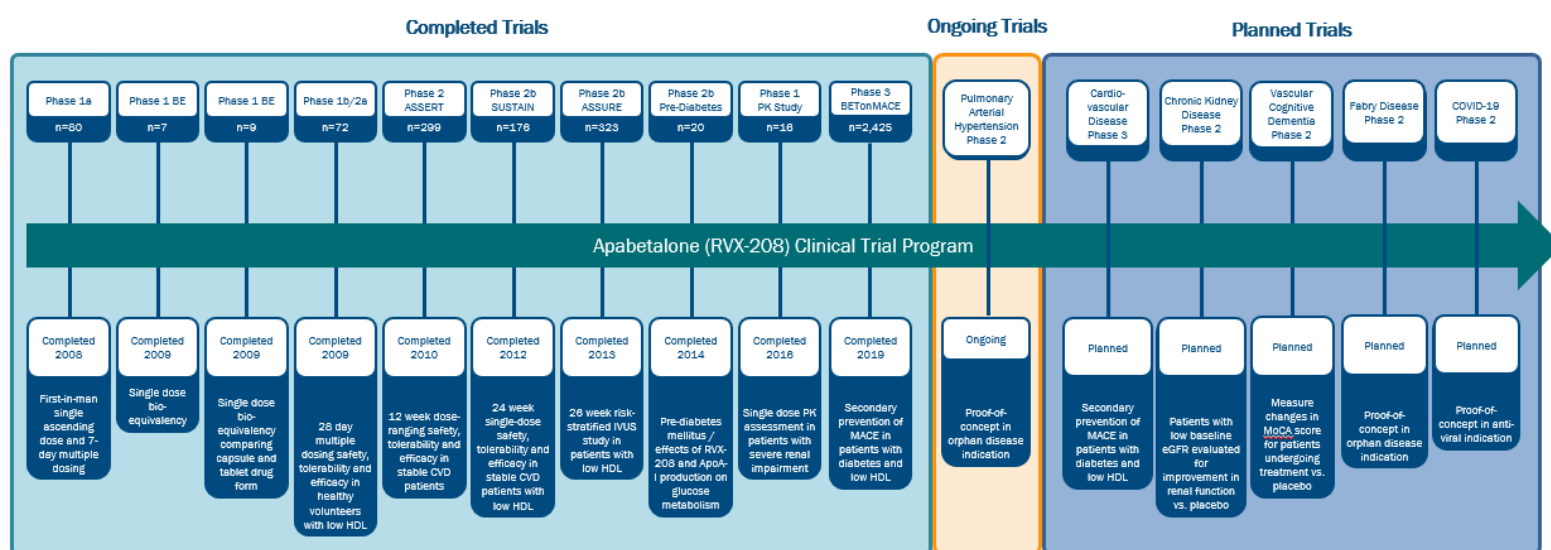 Completed Trials
Ongoing Trials
Planned Trials
Phase 1a
n=80
Phase 1 BE
n=7
Phase 1 BE
n=9
Phase 1b/2a
n=72
Phase 2
ASSERT
n=299
Phase 2b
SUSTAIN
n=176
Phase 2b
ASSURE
n=323
Phase 2b
Pre-Diabetes
n=20
Phase 1
PK Study
n=16
Phase 3
BETonMACE
n=2,425
Pulmonary
Arterial
Hypertension
Phase 2
Cardio-
vascular
Disease
Phase 3
Chronic Kidney
Disease
Phase 2
Vascular
Cognitive
Dementia
Phase 2
Fabry Disease
Phase 2
COVID-19
Phase 2
Apabetalone (RVX-208) Clinical Trial Program
Completed
2008
First-in-man
single
ascending
dose and 7-
day multiple
dosing
Completed
2009
Single dose
bio-
equivalency
Completed
2009
Single dose
bio-
equivalency
comparing
capsule and
tablet drug
form
Completed
2009
28 day
multiple
dosing safety,
tolerability and
efficacy in
healthy
volunteers
with low HDL
Completed
2010
12 week dose-
ranging safety,
tolerability and
efficacy in
stable CVD
patients
Completed
2012
24 week
single-dose
safety,
tolerability and
efficacy in
stable CVD
patients with
low HDL
Completed
2013
26 week risk-
stratified IVUS
study in
patients with
low HDL
Completed
2014
Pre-diabetes
mellitus /
effects of RVX-
208 and ApoA-
I production on
glucose
metabolism
Completed
2016
Single dose PK
assessment in
patients with
severe renal
impairment
Completed
2019
Secondary
prevention of
MACE in
patients with
diabetes and
low HDL
Ongoing
Proof-of-
concept in
orphan disease
indication
Planned
Secondary
prevention of
MACE in
patients with
diabetes and
low HDL
Planned
Patients with
low baseline
eGFR evaluated
for
improvement in
renal function
vs. placebo
Planned
Measure
changes in
MoCA score
for patients
undergoing
treatment vs.
placebo
Planned
Proof-of-
concept in
orphan disease
indication
Planned
Proof-of-
concept in anti-
viral indication